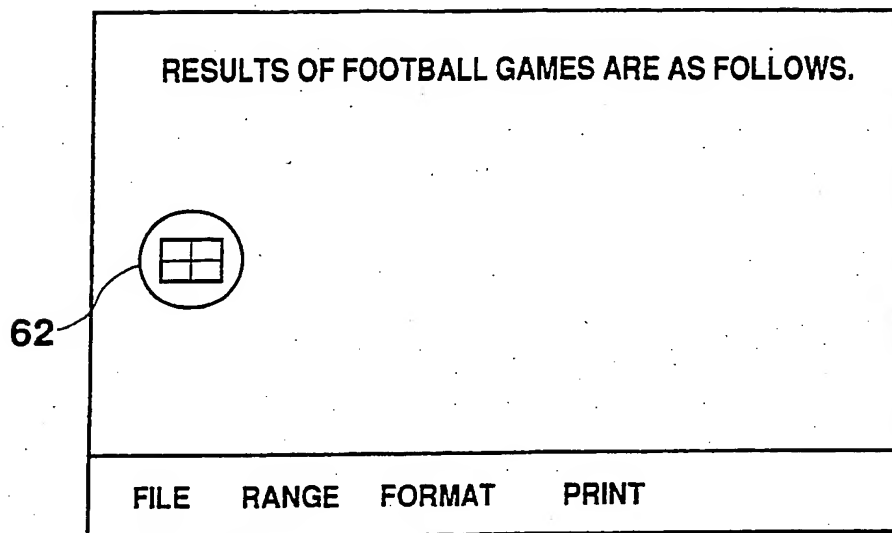 RESULTS OF FOOTBALL GAMES ARE AS FOLLOWS.
62
FILE RANGE FORMAT PRINT